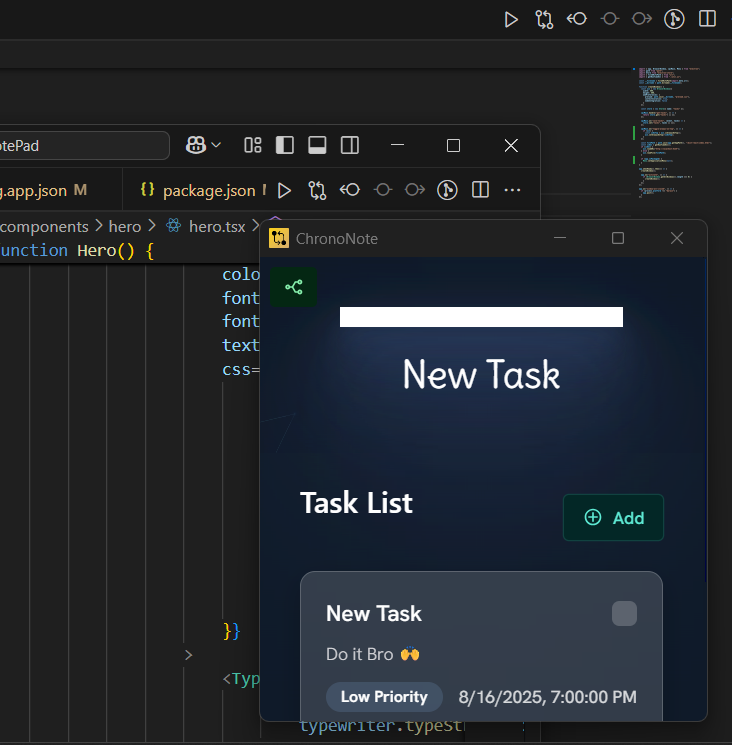 otePad
g.app.json M
{} package.json
components > hero > hero.tsx >
unction Hero() {
colo
font
font
text
css=
}}
>
<Typ
typewriter.typeSt
ChronoNote
New Task
Task List
Add
New Task
Do it Bro 🙌
Low Priority
8/16/2025, 7:00:00 PM